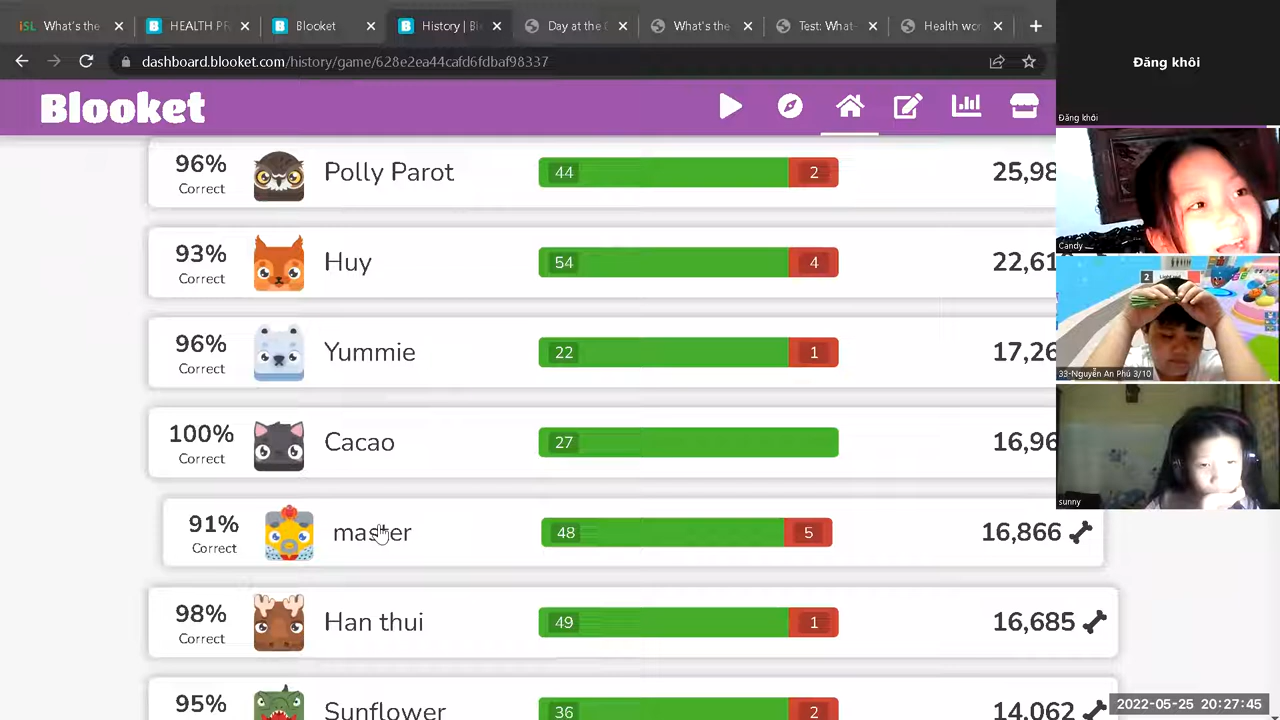 iSL What's the
HEALTH PR
Blooket
History | Bl
Day at the
What's the
Test: What
Health wo
dashboard.blooket.com/history/game/628e2ea44cafd6fdbaf98337
Blooket
96% Correct Polly Parot 44 2 25,98
93% Correct Huy 54 4 22,61
96% Correct Yummie 22 1 17,26
100% Correct Cacao 27 16,96
91% Correct master 48 5 16,866
98% Correct Han thui 49 1 16,685
95% Sunflower 36 2 14,062
Đăng khôi
Đăng khôi
Candy
33-Nguyễn An Phú 3/10
sunny
2022-05-25 20:27:45